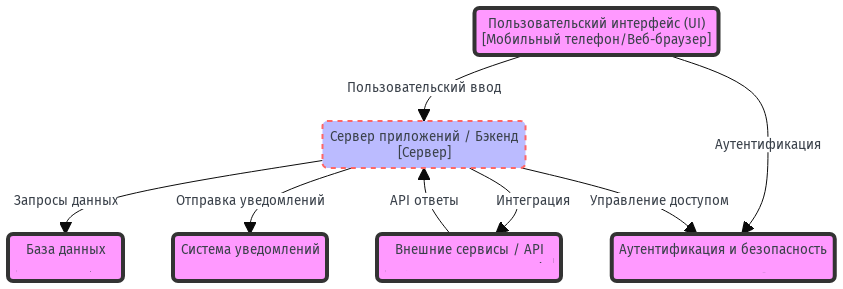 Пользовательский интерфейс (UI)
[Мобильный телефон/Веб-браузер]
Пользовательский ввод
Сервер приложений / Бэкенд
[Сервер]
Аутентификация
Запросы данных
Отправка уведомлений
API ответы
Интеграция
Управление доступом
База данных
Система уведомлений
Внешние сервисы / API
Аутентификация и безопасность